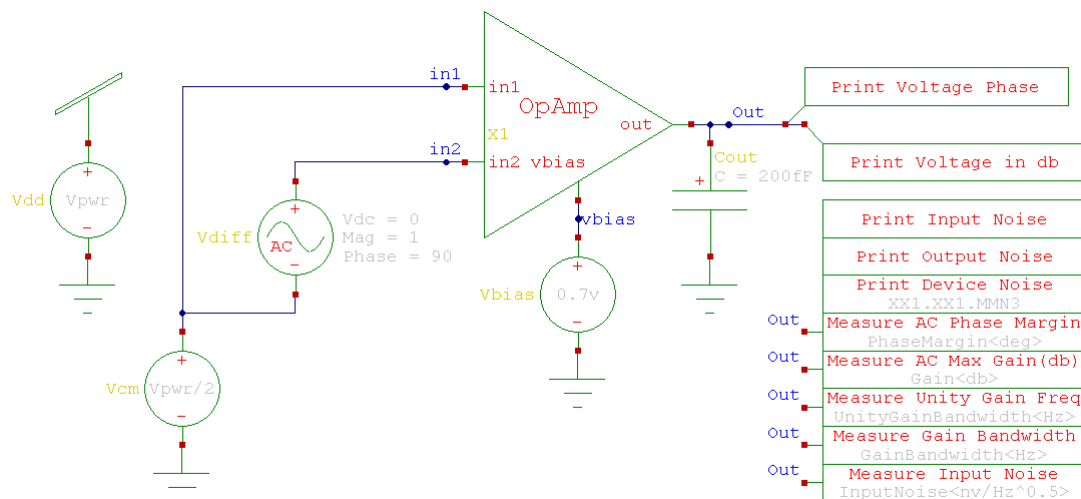 Vdd
Vpwr
in1
in1
OpAmp
X1
in2
in2 vbias
out
Out
Print Voltage Phase
Print Voltage in db
Cout
C = 200fF
Vdiff
AC
Vdc = 0
Mag = 1
Phase = 90
vbias
Vbias
0.7v
Vcm
Vpwr/2
Print Input Noise
Print Output Noise
Print Device Noise
XX1.XX1.MMN3
Out
Measure AC Phase Margin
PhaseMargin<deg>
Out
Measure AC Max Gain(db)
Gain<db>
Out
Measure Unity Gain Freq
UnityGainBandwidth<Hz>
Out
Measure Gain Bandwidth
GainBandwidth<Hz>
Out
Measure Input Noise
InputNoise<nv/Hz^0.5>